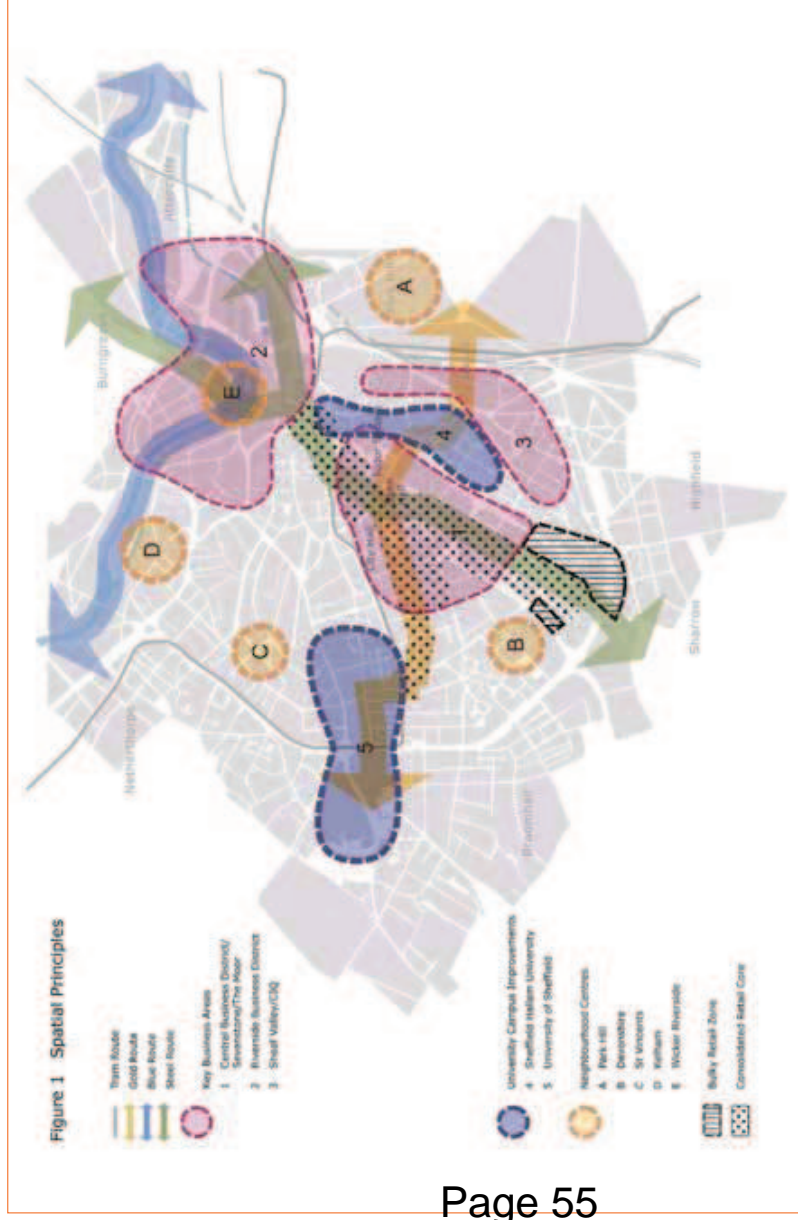 Figure 1 Spatial Principles
Tram Route
Gold Route
Blue Route
Steel Route
Key Business Areas
1 Central Business District/
Sevenstone/The Moor
2 Riverside Business District
3 Sheaf Valley/CIQ
University Campus Improvements
4 Sheffield Hallam University
5 University of Sheffield
Neighbourhood Centres
A Park Hill
B Devonshire
C St Vincents
D Kelham
E Wicker Riverside
Bulky Retail Zone
Consolidated Retail Core
Netherthorpe
Burngreave
Attercliffe
D
E
2
C
A
5
4
3
1
B
Broomhall
Sharrow
Highfield
Page 55